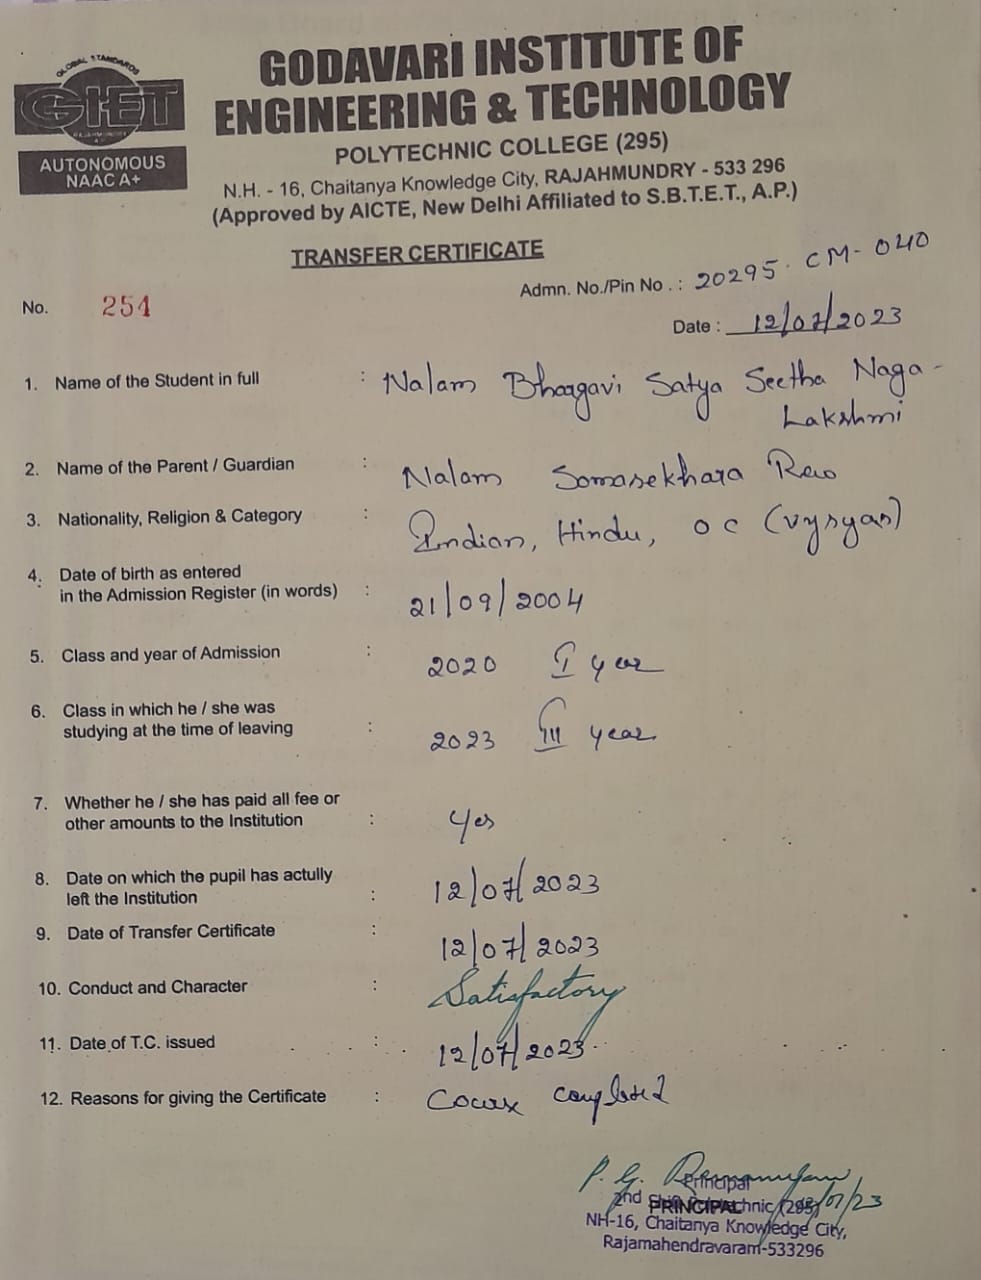 GLOBAL STANDARDS
GIET
RAJAHMUNDRY
AUTONOMOUS
NAAC A+
GODAVARI INSTITUTE OF
ENGINEERING & TECHNOLOGY
POLYTECHNIC COLLEGE (295)
N.H. - 16, Chaitanya Knowledge City, RAJAHMUNDRY - 533 296
(Approved by AICTE, New Delhi Affiliated to S.B.T.E.T., A.P.)
TRANSFER CERTIFICATE
Admn. No./Pin No. : 20295. CM- 040
No. 254
Date : 12/07/2023
1. Name of the Student in full : Nalam Bhargavi Satya Seetha Naga-
Lakshmi
2. Name of the Parent / Guardian : Nalam Somasekhara Rao
3. Nationality, Religion & Category : Indian, Hindu, OC (Vysyas)
4. Date of birth as entered
in the Admission Register (in words) : 21/09/2004
5. Class and year of Admission : 2020 I year
6. Class in which he / she was
studying at the time of leaving : 2023 III year
7. Whether he / she has paid all fee or
other amounts to the Institution : Yes
8. Date on which the pupil has actully
left the Institution : 12/07/2023
9. Date of Transfer Certificate : 12/07/2023
10. Conduct and Character : Satisfactory
11. Date of T.C. issued : 12/07/2023
12. Reasons for giving the Certificate : completed
P. G.
Principal
2nd (295)
PRINCIPAL
NH-16, Chaitanya Knowledge City,
Rajamahendravaram-533296